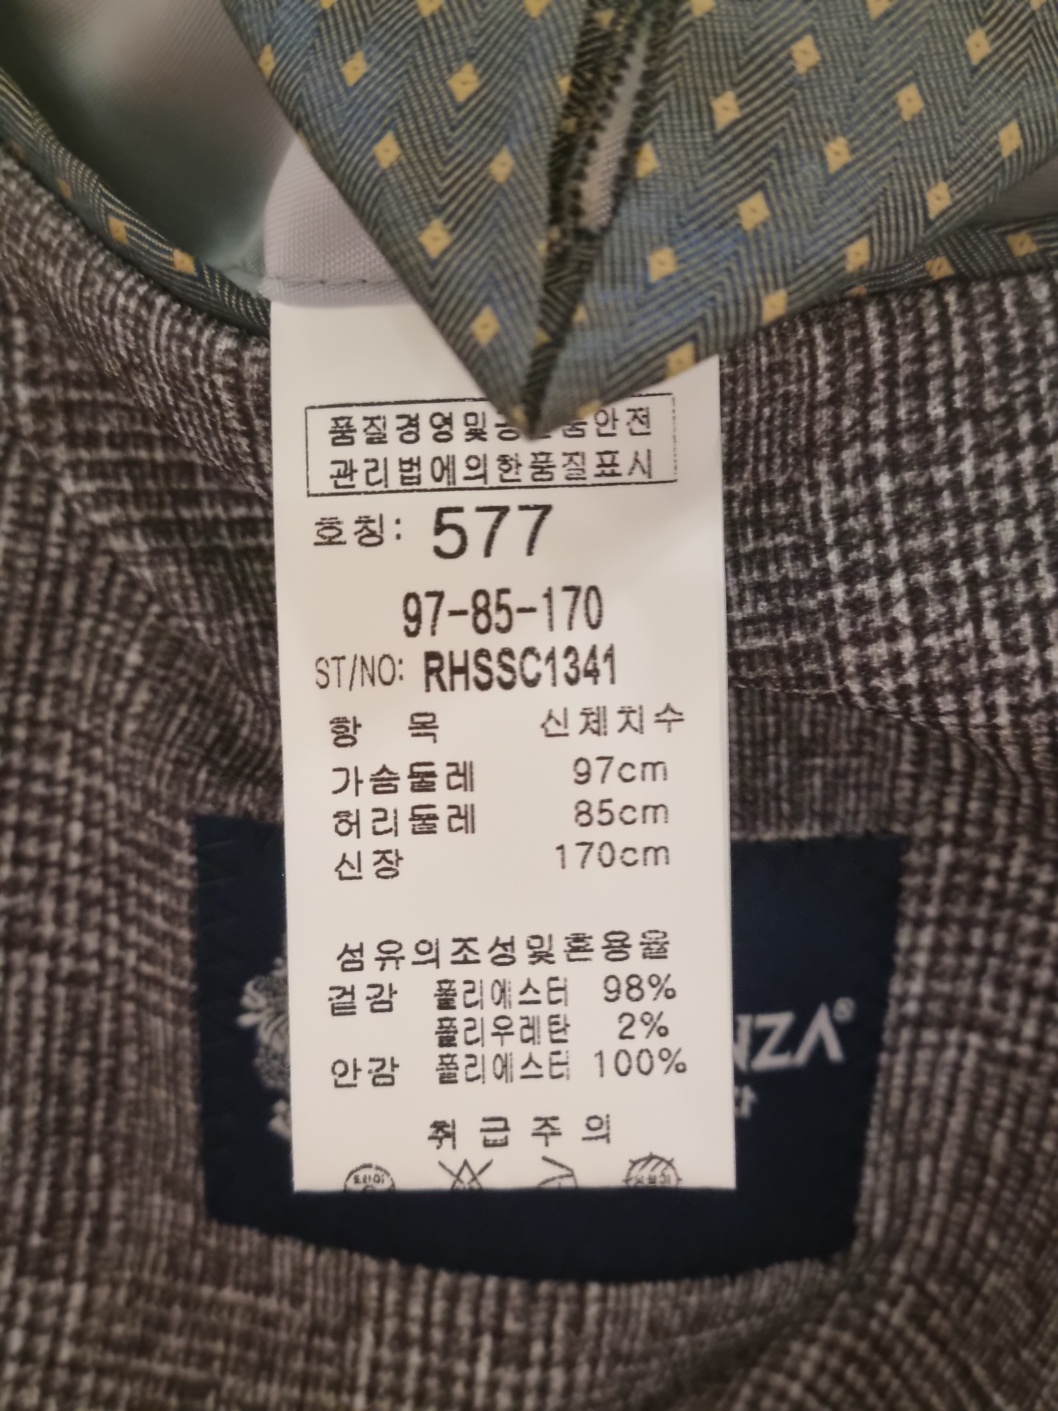 품질경영및공 품안전
관리법에의한품질표시
호칭: 577
97-85-170
ST/NO: RHSSC1341
항 목 신체치수
가슴둘레 97cm
허리둘레 85cm
신장 170cm
섬유의조성및혼용율
겉감 폴리에스터 98%
폴리우레탄 2%
안감 폴리에스터 100%
NZA®
취급주의
드라이